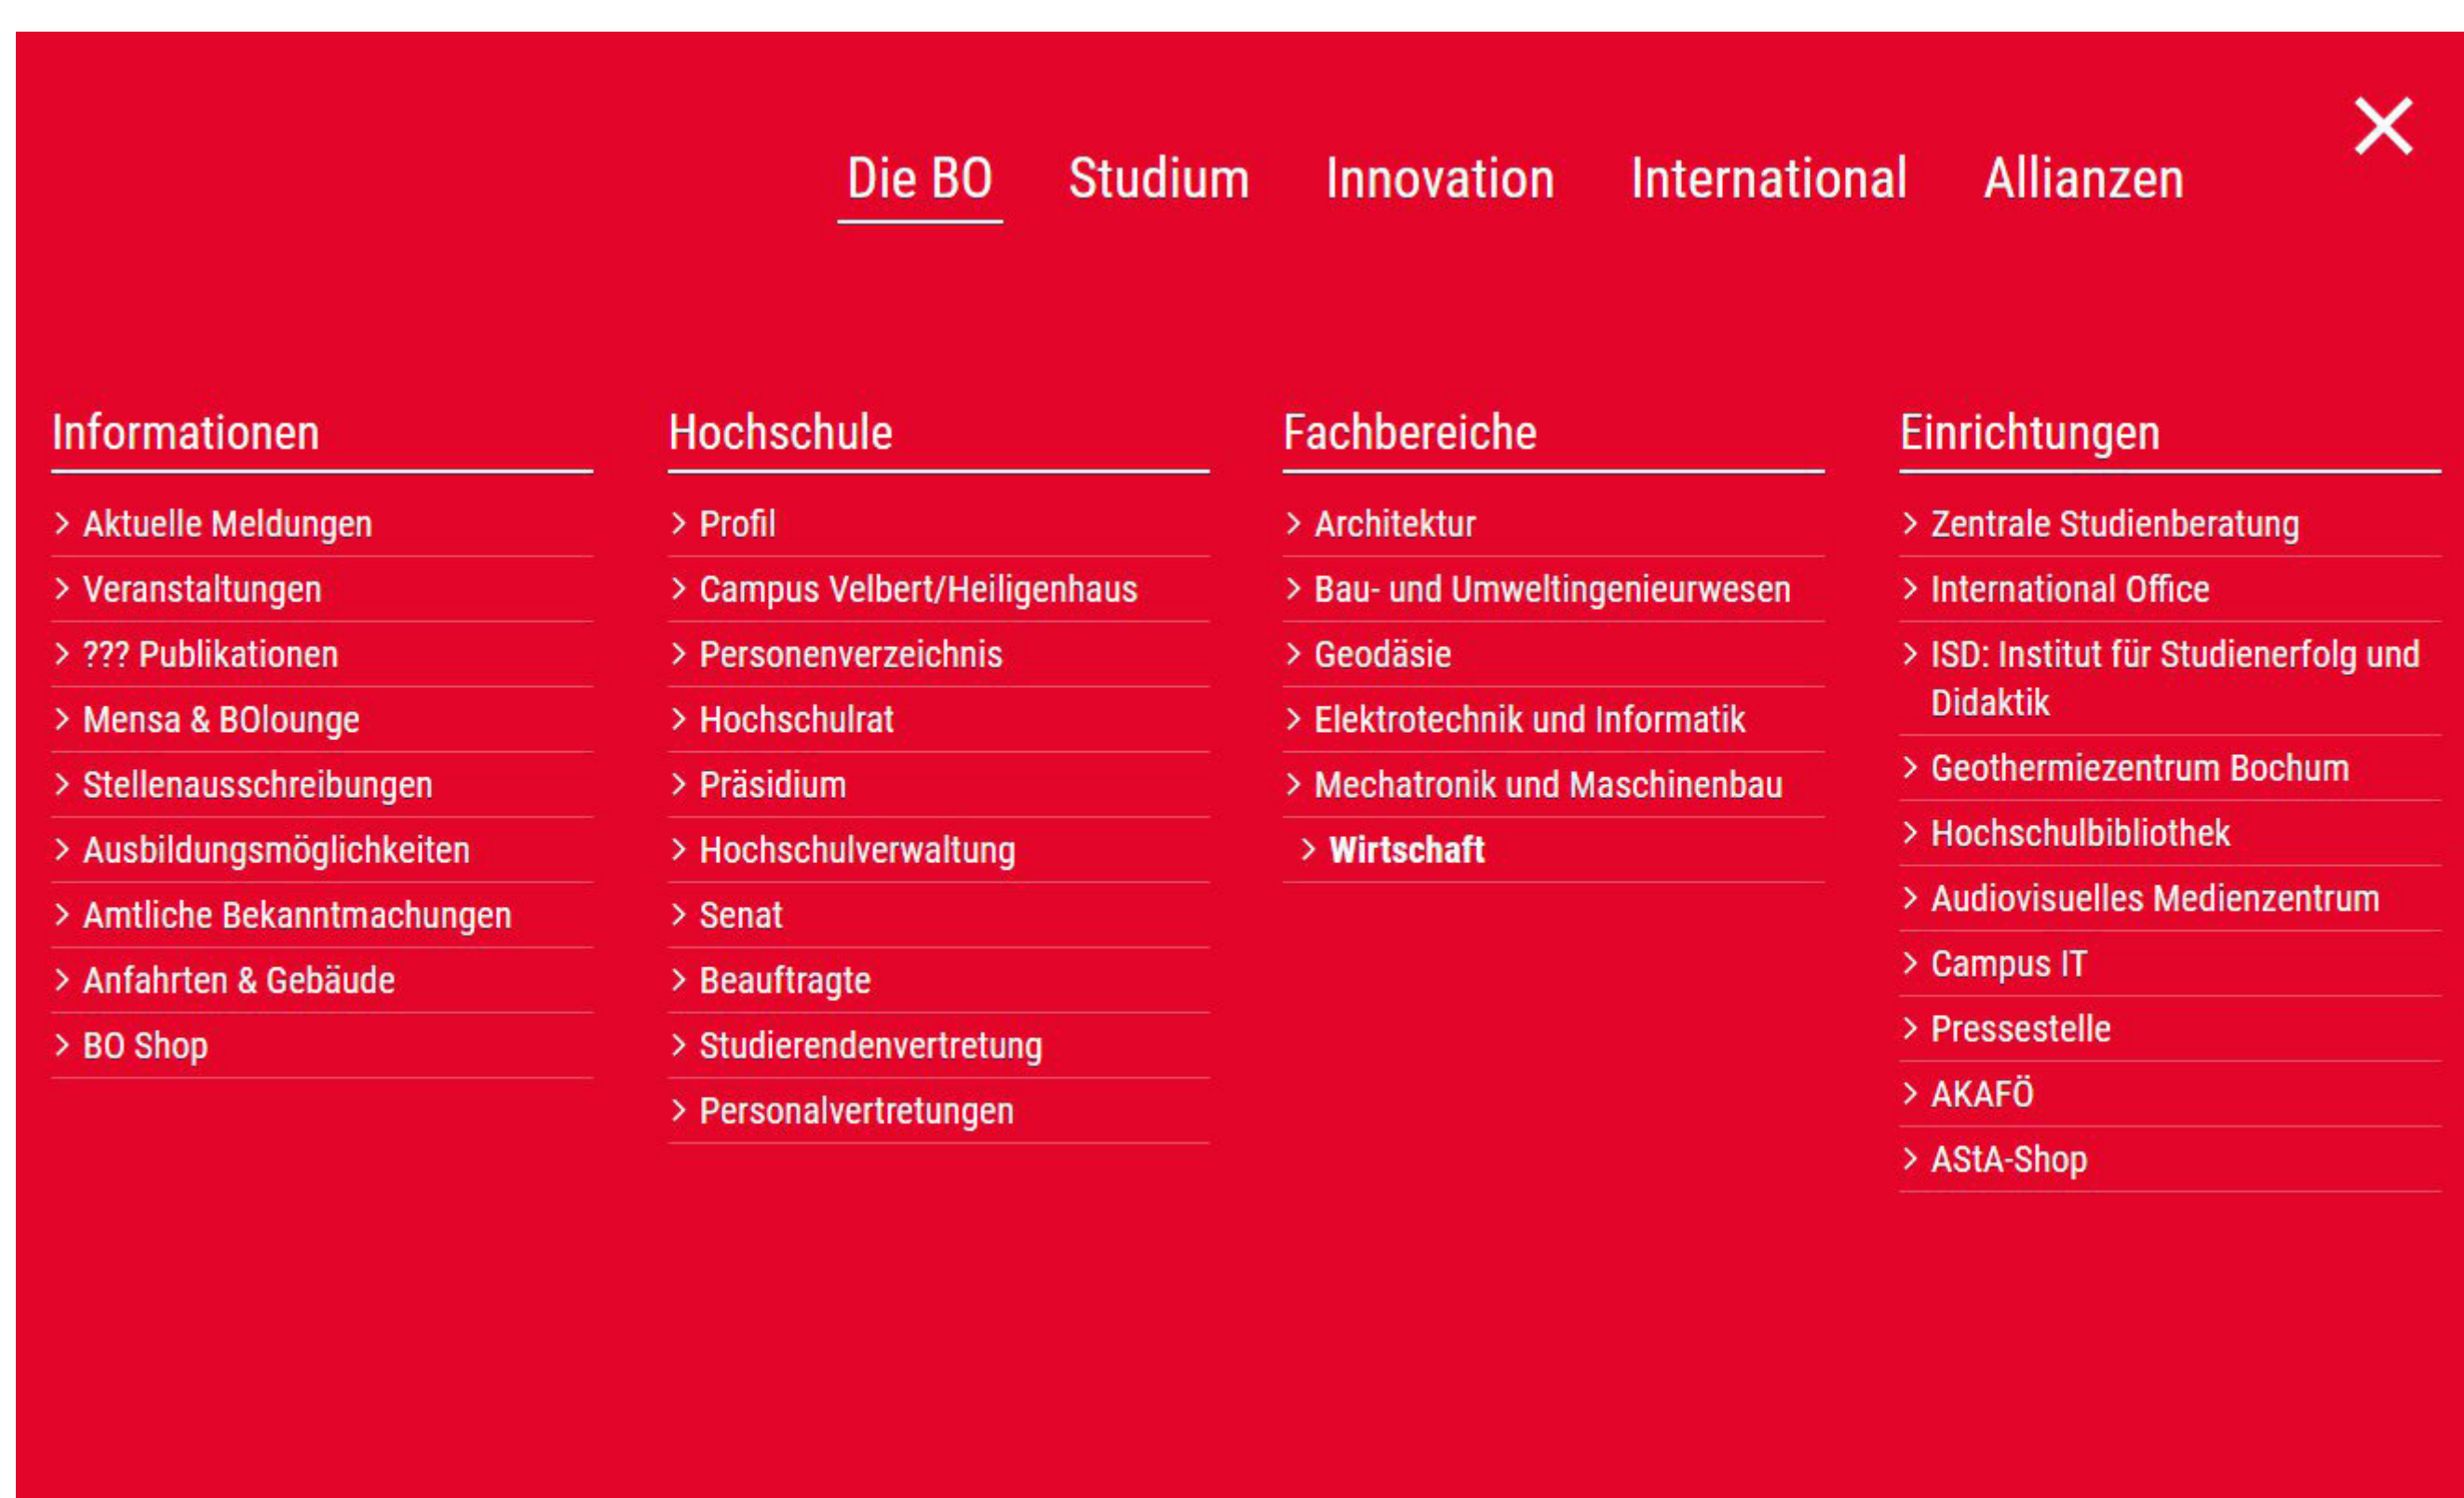 Die BO Studium Innovation International Allianzen
Informationen
> Aktuelle Meldungen
> Veranstaltungen
> ??? Publikationen
> Mensa & BOlounge
> Stellenausschreibungen
> Ausbildungsmöglichkeiten
> Amtliche Bekanntmachungen
> Anfahrten & Gebäude
> BO Shop
Hochschule
> Profil
> Campus Velbert/Heiligenhaus
> Personenverzeichnis
> Hochschulrat
> Präsidium
> Hochschulverwaltung
> Senat
> Beauftragte
> Studierendenvertretung
> Personalvertretungen
Fachbereiche
> Architektur
> Bau- und Umweltingenieurwesen
> Geodäsie
> Elektrotechnik und Informatik
> Mechatronik und Maschinenbau
> Wirtschaft
Einrichtungen
> Zentrale Studienberatung
> International Office
> ISD: Institut für Studienerfolg und
Didaktik
> Geothermiezentrum Bochum
> Hochschulbibliothek
> Audiovisuelles Medienzentrum
> Campus IT
> Pressestelle
> AKAFÖ
> AStA-Shop